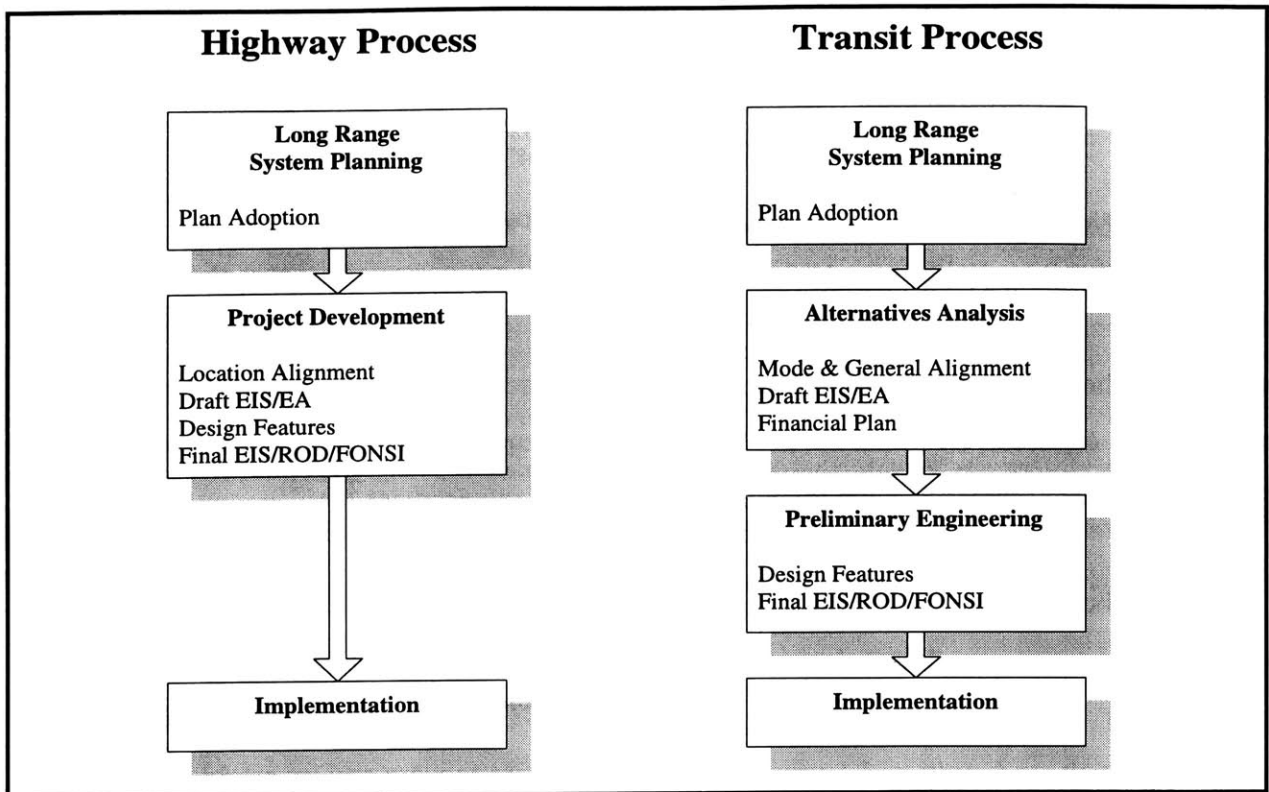 Highway Process
Long Range
System Planning
Plan Adoption
Project Development
Location Alignment
Draft EIS/EA
Design Features
Final EIS/ROD/FONSI
Implementation
Transit Process
Long Range
System Planning
Plan Adoption
Alternatives Analysis
Mode & General Alignment
Draft EIS/EA
Financial Plan
Preliminary Engineering
Design Features
Final EIS/ROD/FONSI
Implementation